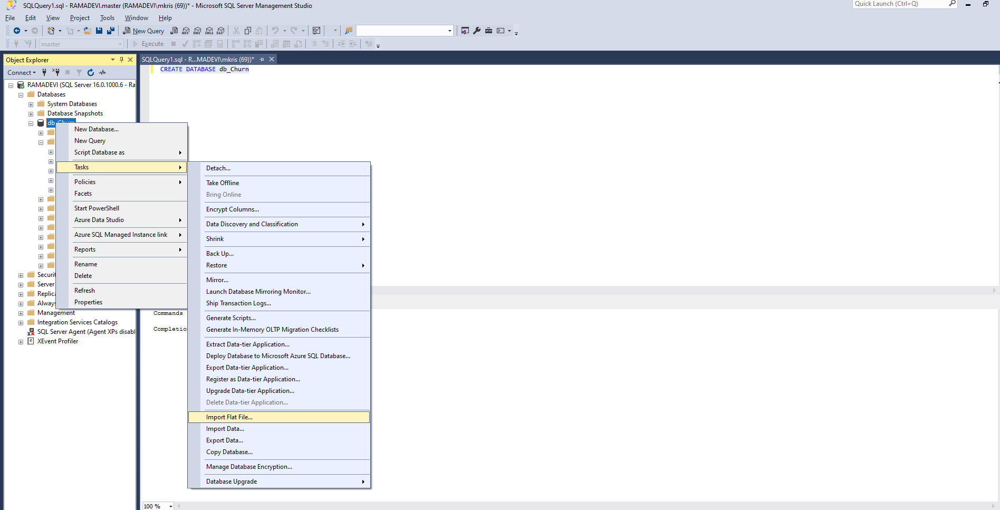 SQLQuery1.sql - RAMADEVI.master (RAMADEVI\mkris (69))* - Microsoft SQL Server Management Studio
Quick Launch (Ctrl+Q)
File Edit View Project Tools Window Help
New Query MDX DMX XMLA DAX
master Execute
Object Explorer
SQLQuery1.sql - R...MADEVI\mkris (69))*
Connect
CREATE DATABASE db_Churn
RAMADEVI (SQL Server 16.0.1000.6 - Ra
Databases
System Databases
Database Snapshots
db_Churn
New Database...
New Query
Script Database as
Tasks
Policies
Facets
Start PowerShell
Azure Data Studio
Azure SQL Managed Instance link
Reports
Rename
Delete
Refresh
Properties
Detach...
Take Offline
Bring Online
Encrypt Columns...
Data Discovery and Classification
Shrink
Back Up...
Restore
Mirror...
Launch Database Mirroring Monitor...
Ship Transaction Logs...
Generate Scripts...
Generate In-Memory OLTP Migration Checklists
Extract Data-tier Application...
Deploy Database to Microsoft Azure SQL Database...
Export Data-tier Application...
Register as Data-tier Application...
Upgrade Data-tier Application...
Delete Data-tier Application...
Import Flat File...
Import Data...
Export Data...
Copy Database...
Manage Database Encryption...
Database Upgrade
Securit
Server
Replica
Always
Management
Integration Services Catalogs
SQL Server Agent (Agent XPs disabl
XEvent Profiler
Commands
Completio
100 %